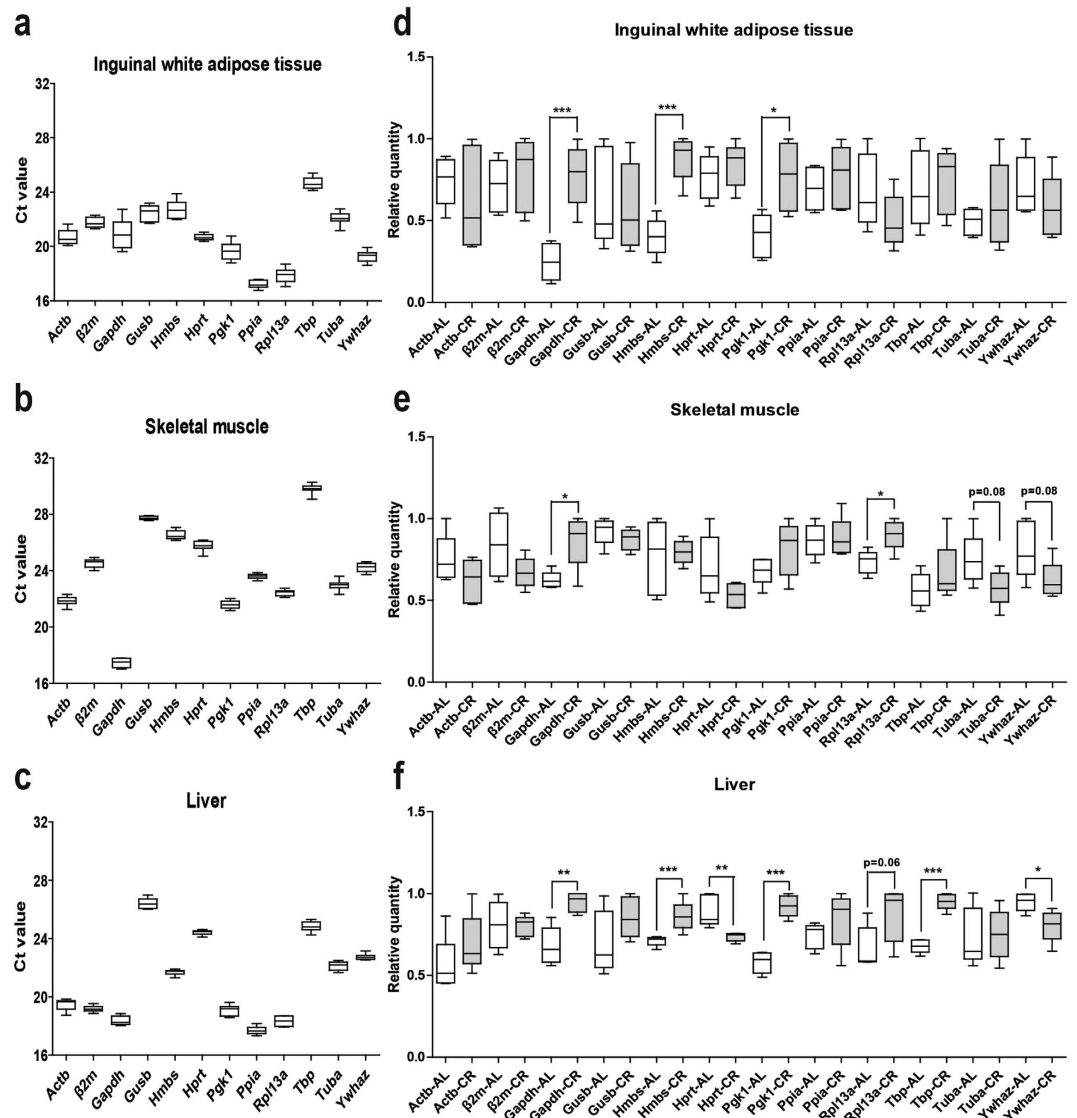 a
Inguinal white adipose tissue
Ct value
32
28
24
20
16
Actb
β2m
Gapdh
Gusb
Hmbs
Hprt
Pgk1
Ppia
Rpl13a
Tbp
Tuba
Ywhaz
d
Inguinal white adipose tissue
Relative quantity
1.5
1.0
0.5
0.0
***
***
*
Actb-AL
Actb-CR
β2m-AL
β2m-CR
Gapdh-AL
Gapdh-CR
Gusb-AL
Gusb-CR
Hmbs-AL
Hmbs-CR
Hprt-AL
Hprt-CR
Pgk1-AL
Pgk1-CR
Ppia-AL
Ppia-CR
Rpl13a-AL
Rpl13a-CR
Tbp-AL
Tbp-CR
Tuba-AL
Tuba-CR
Ywhaz-AL
Ywhaz-CR
b
Skeletal muscle
Ct value
32
28
24
20
16
Actb
β2m
Gapdh
Gusb
Hmbs
Hprt
Pgk1
Ppia
Rpl13a
Tbp
Tuba
Ywhaz
e
Skeletal muscle
Relative quantity
1.5
1.0
0.5
0.0
*
*
p=0.08
p=0.08
Actb-AL
Actb-CR
β2m-AL
β2m-CR
Gapdh-AL
Gapdh-CR
Gusb-AL
Gusb-CR
Hmbs-AL
Hmbs-CR
Hprt-AL
Hprt-CR
Pgk1-AL
Pgk1-CR
Ppia-AL
Ppia-CR
Rpl13a-AL
Rpl13a-CR
Tbp-AL
Tbp-CR
Tuba-AL
Tuba-CR
Ywhaz-AL
Ywhaz-CR
c
Liver
Ct value
32
28
24
20
16
Actb
β2m
Gapdh
Gusb
Hmbs
Hprt
Pgk1
Ppia
Rpl13a
Tbp
Tuba
Ywhaz
f
Liver
Relative quantity
1.5
1.0
0.5
0.0
**
***
**
***
p=0.06
***
*
Actb-AL
Actb-CR
β2m-AL
β2m-CR
Gapdh-AL
Gapdh-CR
Gusb-AL
Gusb-CR
Hmbs-AL
Hmbs-CR
Hprt-AL
Hprt-CR
Pgk1-AL
Pgk1-CR
Ppia-AL
Ppia-CR
Rpl13a-AL
Rpl13a-CR
Tbp-AL
Tbp-CR
Tuba-AL
Tuba-CR
Ywhaz-AL
Ywhaz-CR